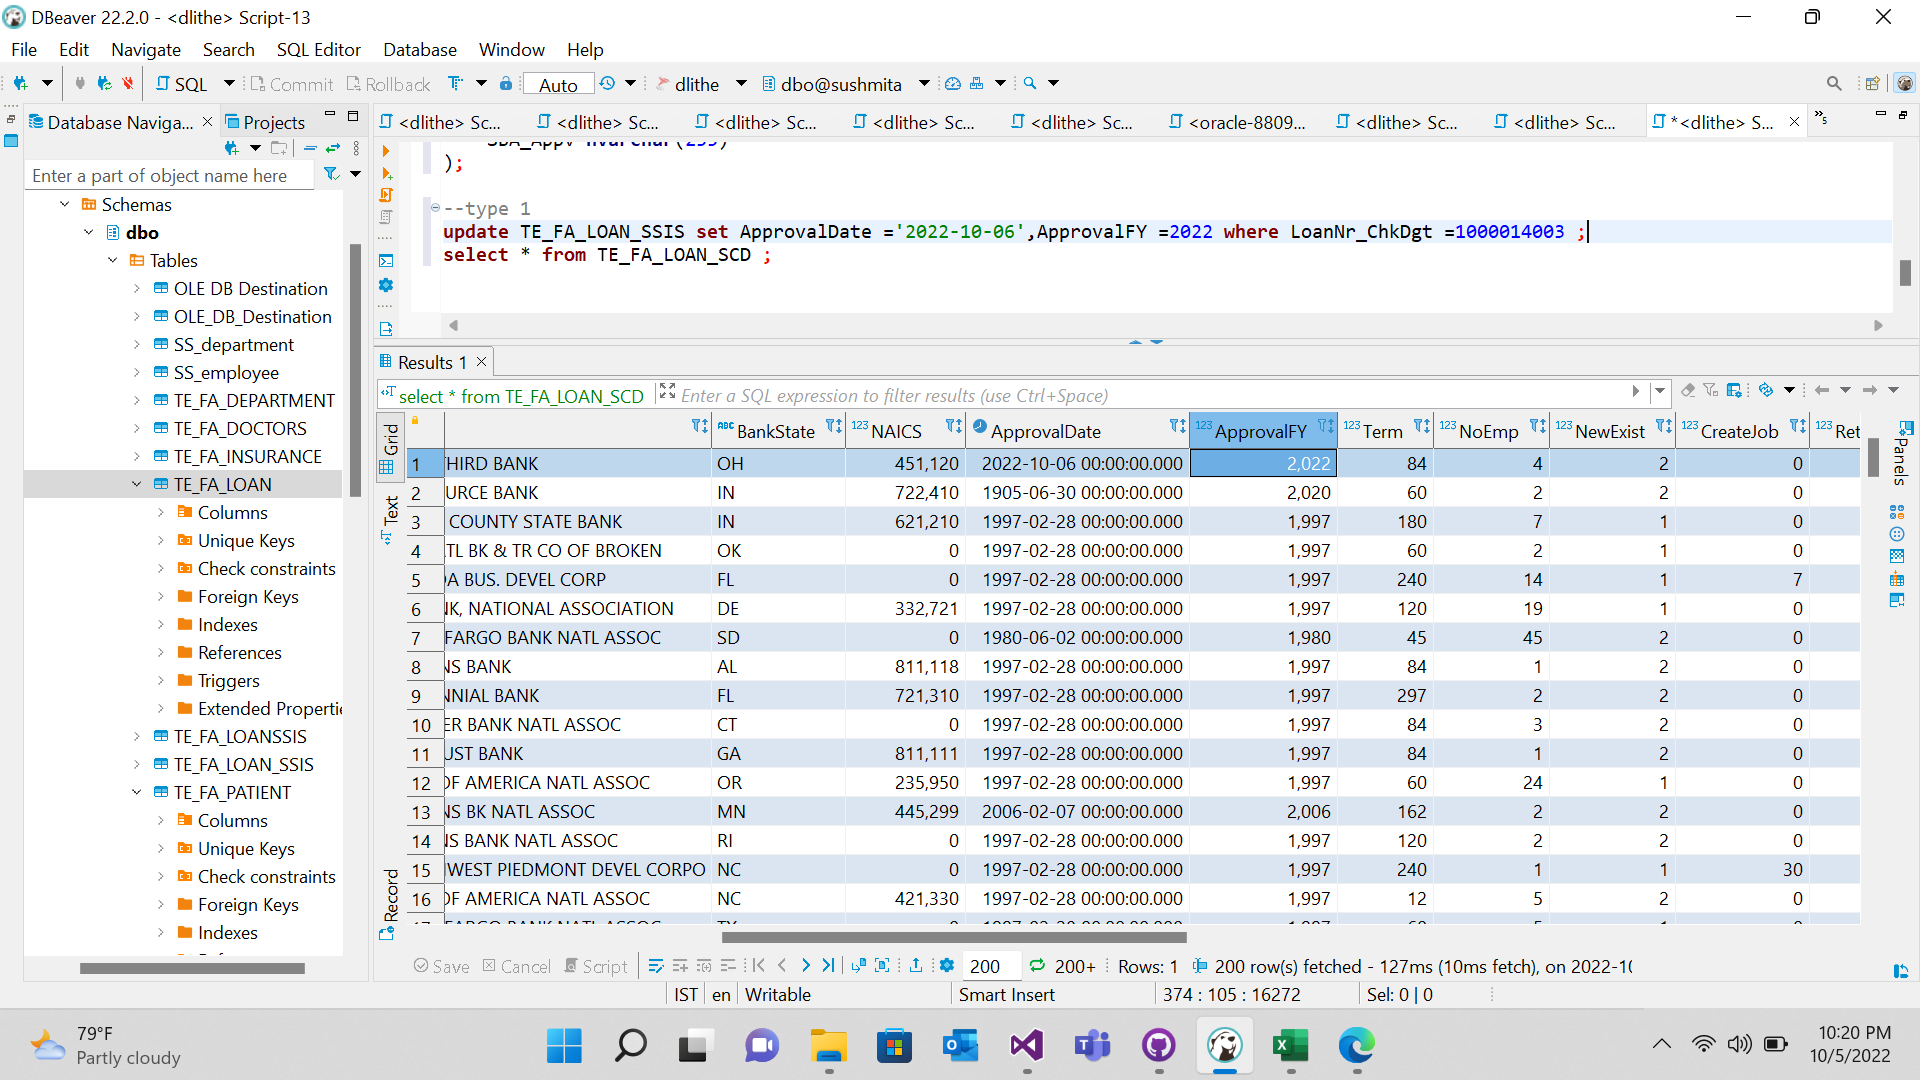 DBeaver 22.2.0 - <dlithe> Script-13
File Edit Navigate Search SQL Editor Database Window Help
SQL Commit Rollback Auto dlithe dbo@sushmita
Database Naviga... Projects
Enter a part of object name here
Schemas
dbo
Tables
OLE DB Destination
OLE_DB_Destination
SS_department
SS_employee
TE_FA_DEPARTMENT
TE_FA_DOCTORS
TE_FA_INSURANCE
TE_FA_LOAN
Columns
Unique Keys
Check constraints
Foreign Keys
Indexes
References
Triggers
Extended Properti
TE_FA_LOANSSIS
TE_FA_LOAN_SSIS
TE_FA_PATIENT
Columns
Unique Keys
Check constraints
Foreign Keys
Indexes
<dlithe> Sc... <dlithe> Sc... <dlithe> Sc... <dlithe> Sc... <dlithe> Sc... <oracle-8809... <dlithe> Sc... <dlithe> Sc... *<dlithe> S... »5
SBA_Appv nvarchar(255)
);
--type 1
update TE_FA_LOAN_SSIS set ApprovalDate ='2022-10-06',ApprovalFY =2022 where LoanNr_ChkDgt =1000014003 ;
select * from TE_FA_LOAN_SCD ;
Results 1
select * from TE_FA_LOAN_SCD Enter a SQL expression to filter results (use Ctrl+Space)
Grid
Text
Record
Panels
ABC BankState 123 NAICS ApprovalDate 123 ApprovalFY 123 Term 123 NoEmp 123 NewExist 123 CreateJob 123 Ret
1 THIRD BANK OH 451,120 2022-10-06 00:00:00.000 2,022 84 4 2 0
2 URCE BANK IN 722,410 1905-06-30 00:00:00.000 2,020 60 2 2 0
3 COUNTY STATE BANK IN 621,210 1997-02-28 00:00:00.000 1,997 180 7 1 0
4 TL BK & TR CO OF BROKEN OK 0 1997-02-28 00:00:00.000 1,997 60 2 1 0
5 DA BUS. DEVEL CORP FL 0 1997-02-28 00:00:00.000 1,997 240 14 1 7
6 NK, NATIONAL ASSOCIATION DE 332,721 1997-02-28 00:00:00.000 1,997 120 19 1 0
7 FARGO BANK NATL ASSOC SD 0 1980-06-02 00:00:00.000 1,980 45 45 2 0
8 NS BANK AL 811,118 1997-02-28 00:00:00.000 1,997 84 1 2 0
9 NNIAL BANK FL 721,310 1997-02-28 00:00:00.000 1,997 297 2 2 0
10 ER BANK NATL ASSOC CT 0 1997-02-28 00:00:00.000 1,997 84 3 2 0
11 UST BANK GA 811,111 1997-02-28 00:00:00.000 1,997 84 1 2 0
12 OF AMERICA NATL ASSOC OR 235,950 1997-02-28 00:00:00.000 1,997 60 24 1 0
13 NS BK NATL ASSOC MN 445,299 2006-02-07 00:00:00.000 2,006 162 2 2 0
14 NS BANK NATL ASSOC RI 0 1997-02-28 00:00:00.000 1,997 120 2 2 0
15 HWEST PIEDMONT DEVEL CORPO NC 0 1997-02-28 00:00:00.000 1,997 240 1 1 30
16 OF AMERICA NATL ASSOC NC 421,330 1997-02-28 00:00:00.000 1,997 12 5 2 0
Save Cancel Script 200 200+ Rows: 1 200 row(s) fetched - 127ms (10ms fetch), on 2022-10
IST en Writable Smart Insert 374 : 105 : 16272 Sel: 0 | 0
79°F
Partly cloudy
10:20 PM
10/5/2022